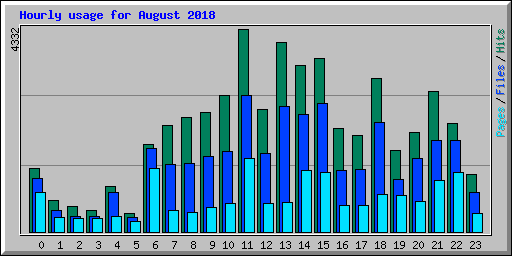 Hourly usage for August 2018
4332
Pages/Files/Hits
0 1 2 3 4 5 6 7 8 9 10 11 12 13 14 15 16 17 18 19 20 21 22 23